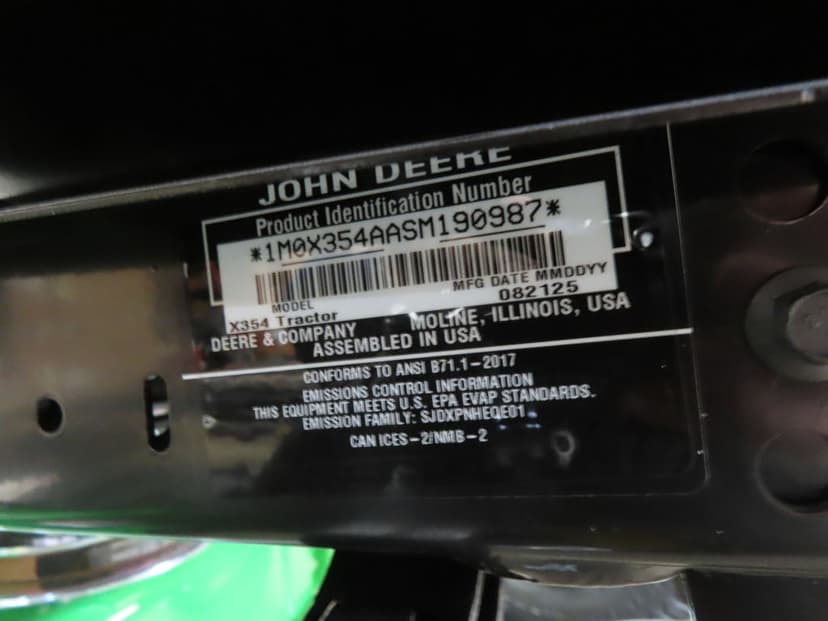 JOHN DEERE
Product Identification Number
*1M0X354AASM190987*
MFG DATE MMDDYY
MODEL
082125
X354 Tractor
MOLINE, ILLINOIS, USA
DEERE & COMPANY
ASSEMBLED IN USA
CONFORMS TO ANSI B71.1-2017
EMISSIONS CONTROL INFORMATION
THIS EQUIPMENT MEETS U.S. EPA EVAP STANDARDS.
EMISSION FAMILY: SJDXPNHEQE01
CAN ICES-2/NMB-2